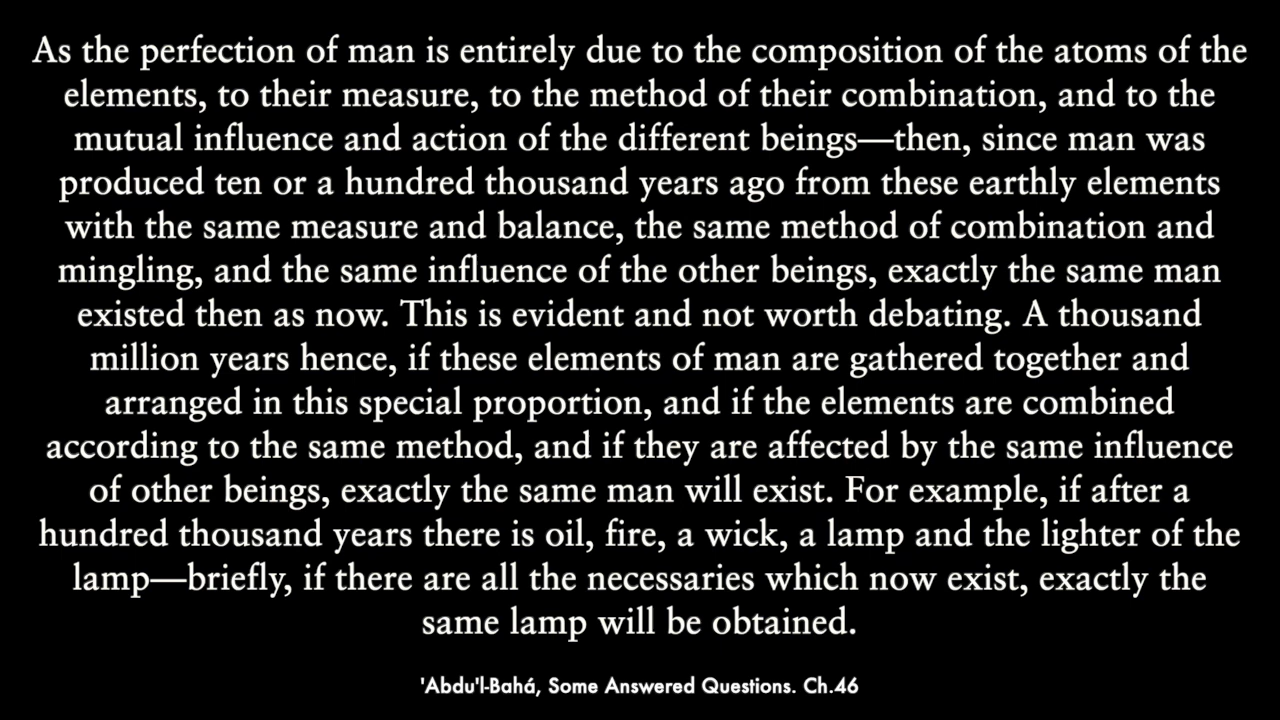 As the perfection of man is entirely due to the composition of the atoms of the
elements, to their measure, to the method of their combination, and to the
mutual influence and action of the different beings—then, since man was
produced ten or a hundred thousand years ago from these earthly elements
with the same measure and balance, the same method of combination and
mingling, and the same influence of the other beings, exactly the same man
existed then as now. This is evident and not worth debating. A thousand
million years hence, if these elements of man are gathered together and
arranged in this special proportion, and if the elements are combined
according to the same method, and if they are affected by the same influence
of other beings, exactly the same man will exist. For example, if after a
hundred thousand years there is oil, fire, a wick, a lamp and the lighter of the
lamp—briefly, if there are all the necessaries which now exist, exactly the
same lamp will be obtained.
'Abdu'l-Bahá, Some Answered Questions. Ch.46